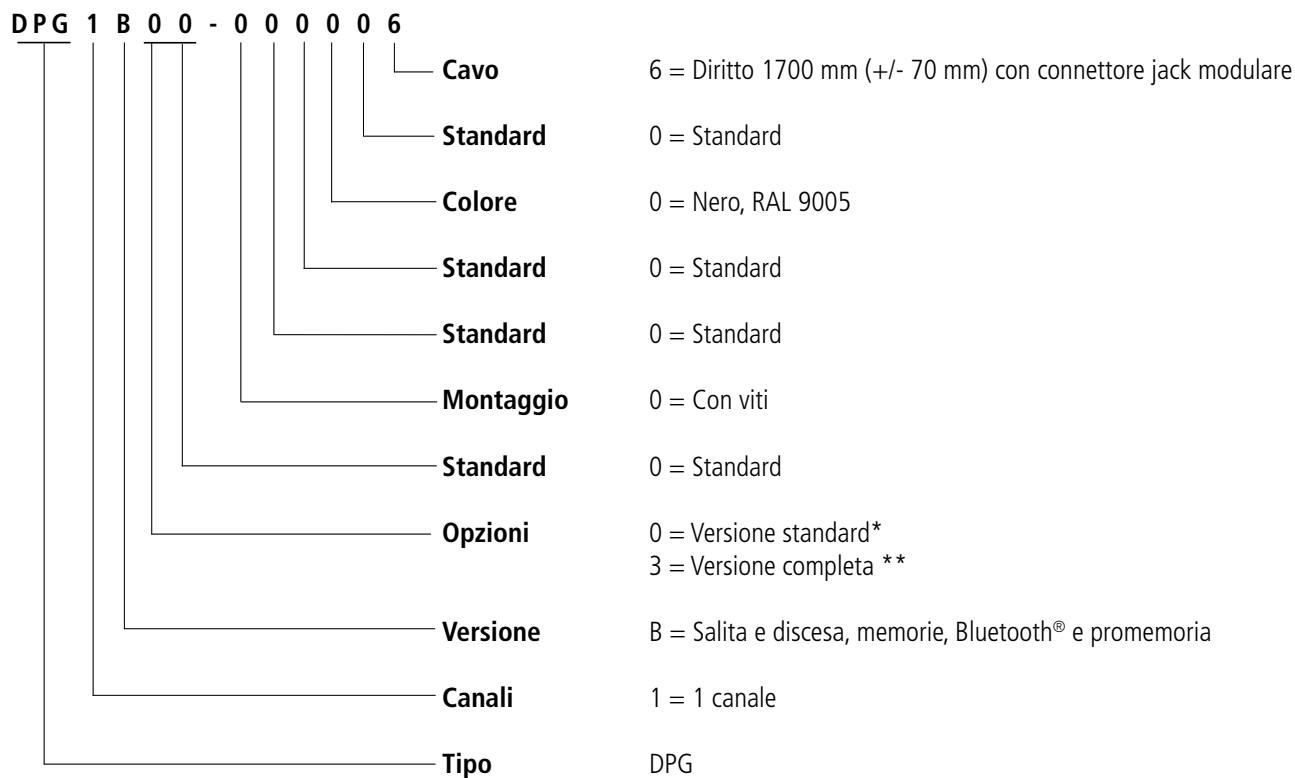 DPG 1 B 0 0 - 0 0 0 0 0 6
Cavo 6 = Diritto 1700 mm (+/- 70 mm) con connettore jack modulare
Standard 0 = Standard
Colore 0 = Nero, RAL 9005
Standard 0 = Standard
Standard 0 = Standard
Montaggio 0 = Con viti
Standard 0 = Standard
Opzioni 0 = Versione standard*
3 = Versione completa **
Versione B = Salita e discesa, memorie, Bluetooth® e promemoria
Canali 1 = 1 canale
Tipo DPG